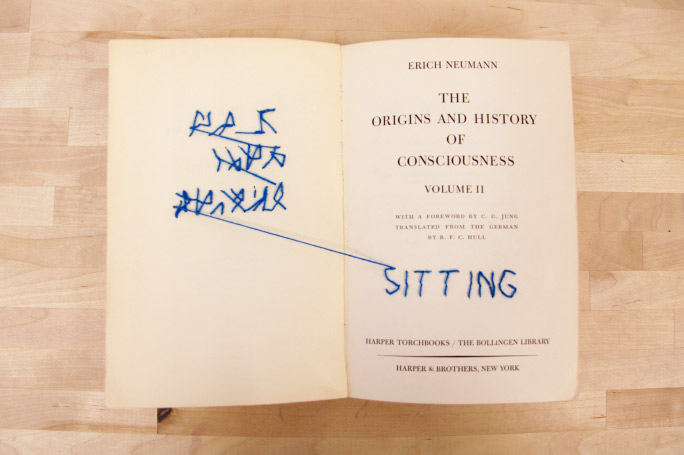 ERICH NEUMANN
THE
ORIGINS AND HISTORY
OF
CONSCIOUSNESS
VOLUME II
WITH A FOREWORD BY C. G. JUNG
TRANSLATED FROM THE GERMAN
BY R. F. C. HULL
SITTING
HARPER TORCHBOOKS / THE BOLLINGEN LIBRARY
HARPER & BROTHERS, NEW YORK